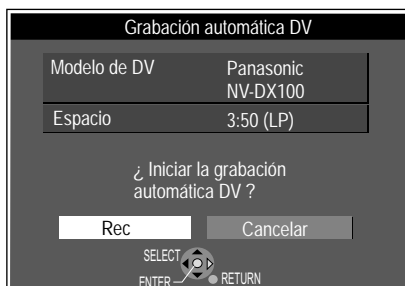 Grabación automática DV
Modelo de DV Panasonic
NV-DX100
Espacio 3:50 (LP)
¿ Iniciar la grabación
automática DV ?
Rec Cancelar
SELECT
ENTER RETURN